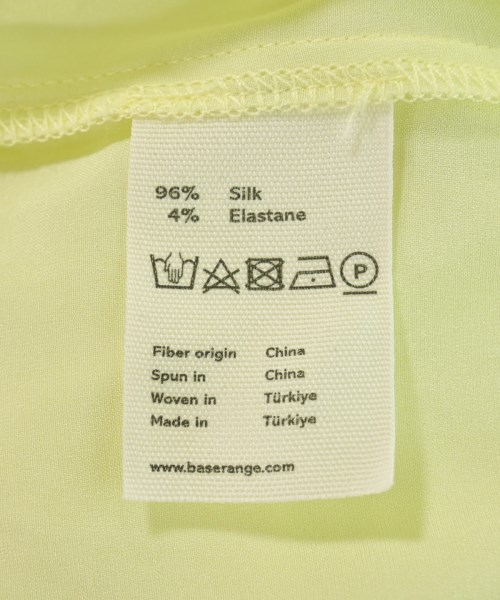 96% Silk
4% Elastane
P
Fiber origin China
Spun in China
Woven in Türkiye
Made in Türkiye
www.baserange.com